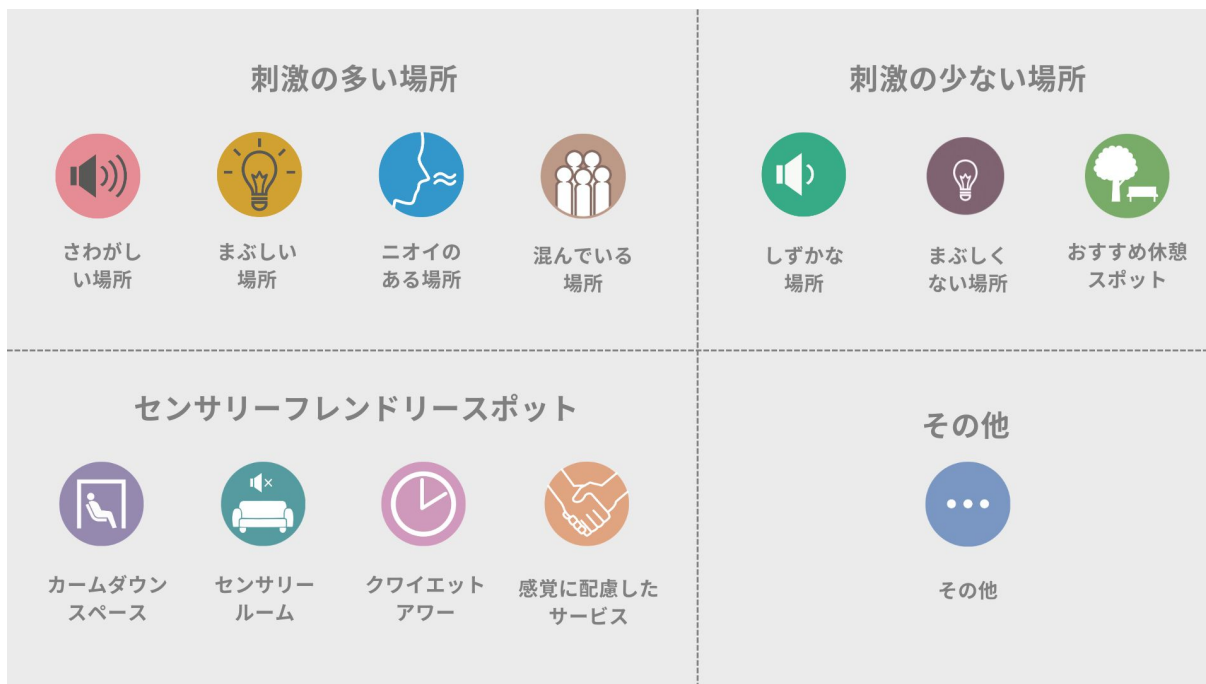 刺激の多い場所
さわがし
い場所
まぶしい
場所
ニオイの
ある場所
混んでいる
場所
刺激の少ない場所
しずかな
場所
まぶしく
ない場所
おすすめ休憩
スポット
センサリーフレンドリースポット
カームダウン
スペース
センサリー
ルーム
クワイエット
アワー
感覚に配慮した
サービス
その他
その他